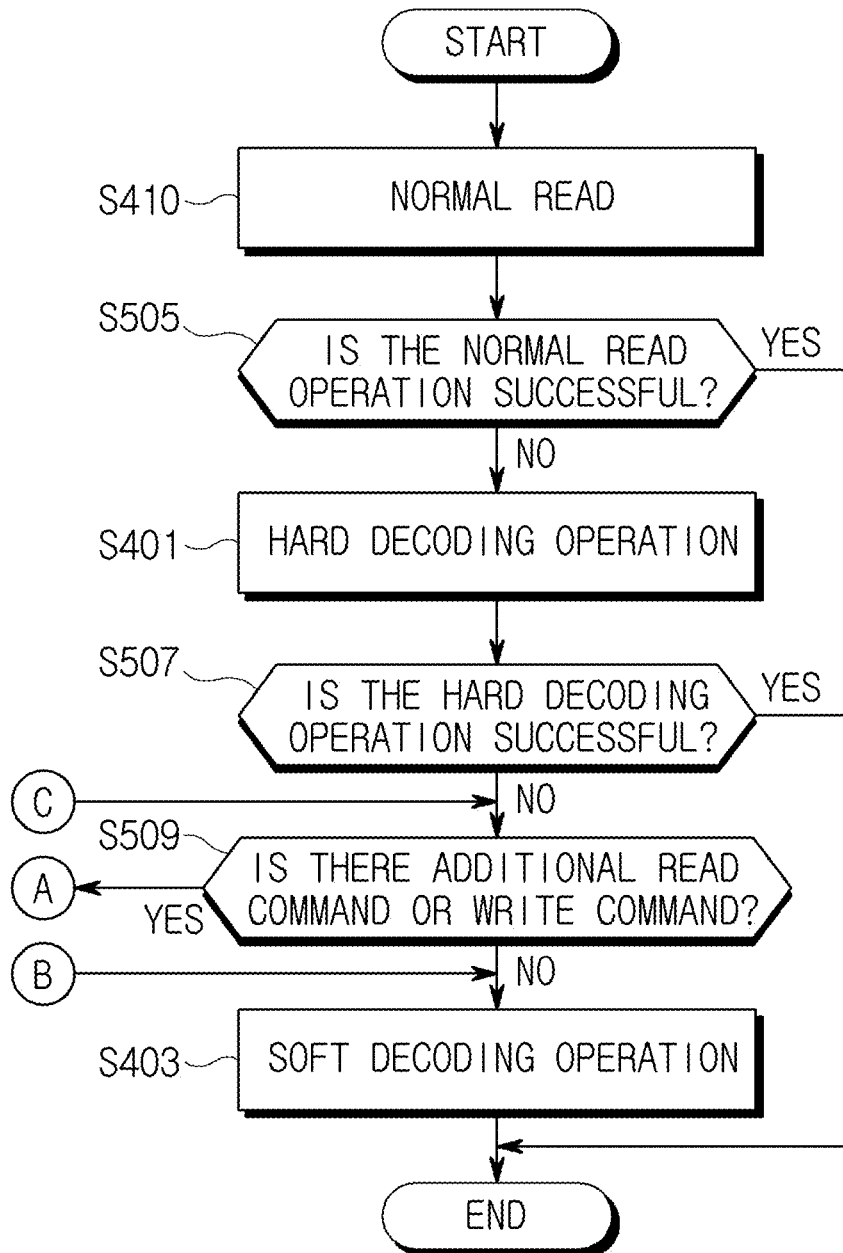 START
S410
NORMAL READ
S505
IS THE NORMAL READ
OPERATION SUCCESSFUL?
YES
NO
S401
HARD DECODING OPERATION
S507
IS THE HARD DECODING
OPERATION SUCCESSFUL?
YES
C
NO
S509
IS THERE ADDITIONAL READ
COMMAND OR WRITE COMMAND?
A
YES
B
NO
S403
SOFT DECODING OPERATION
END